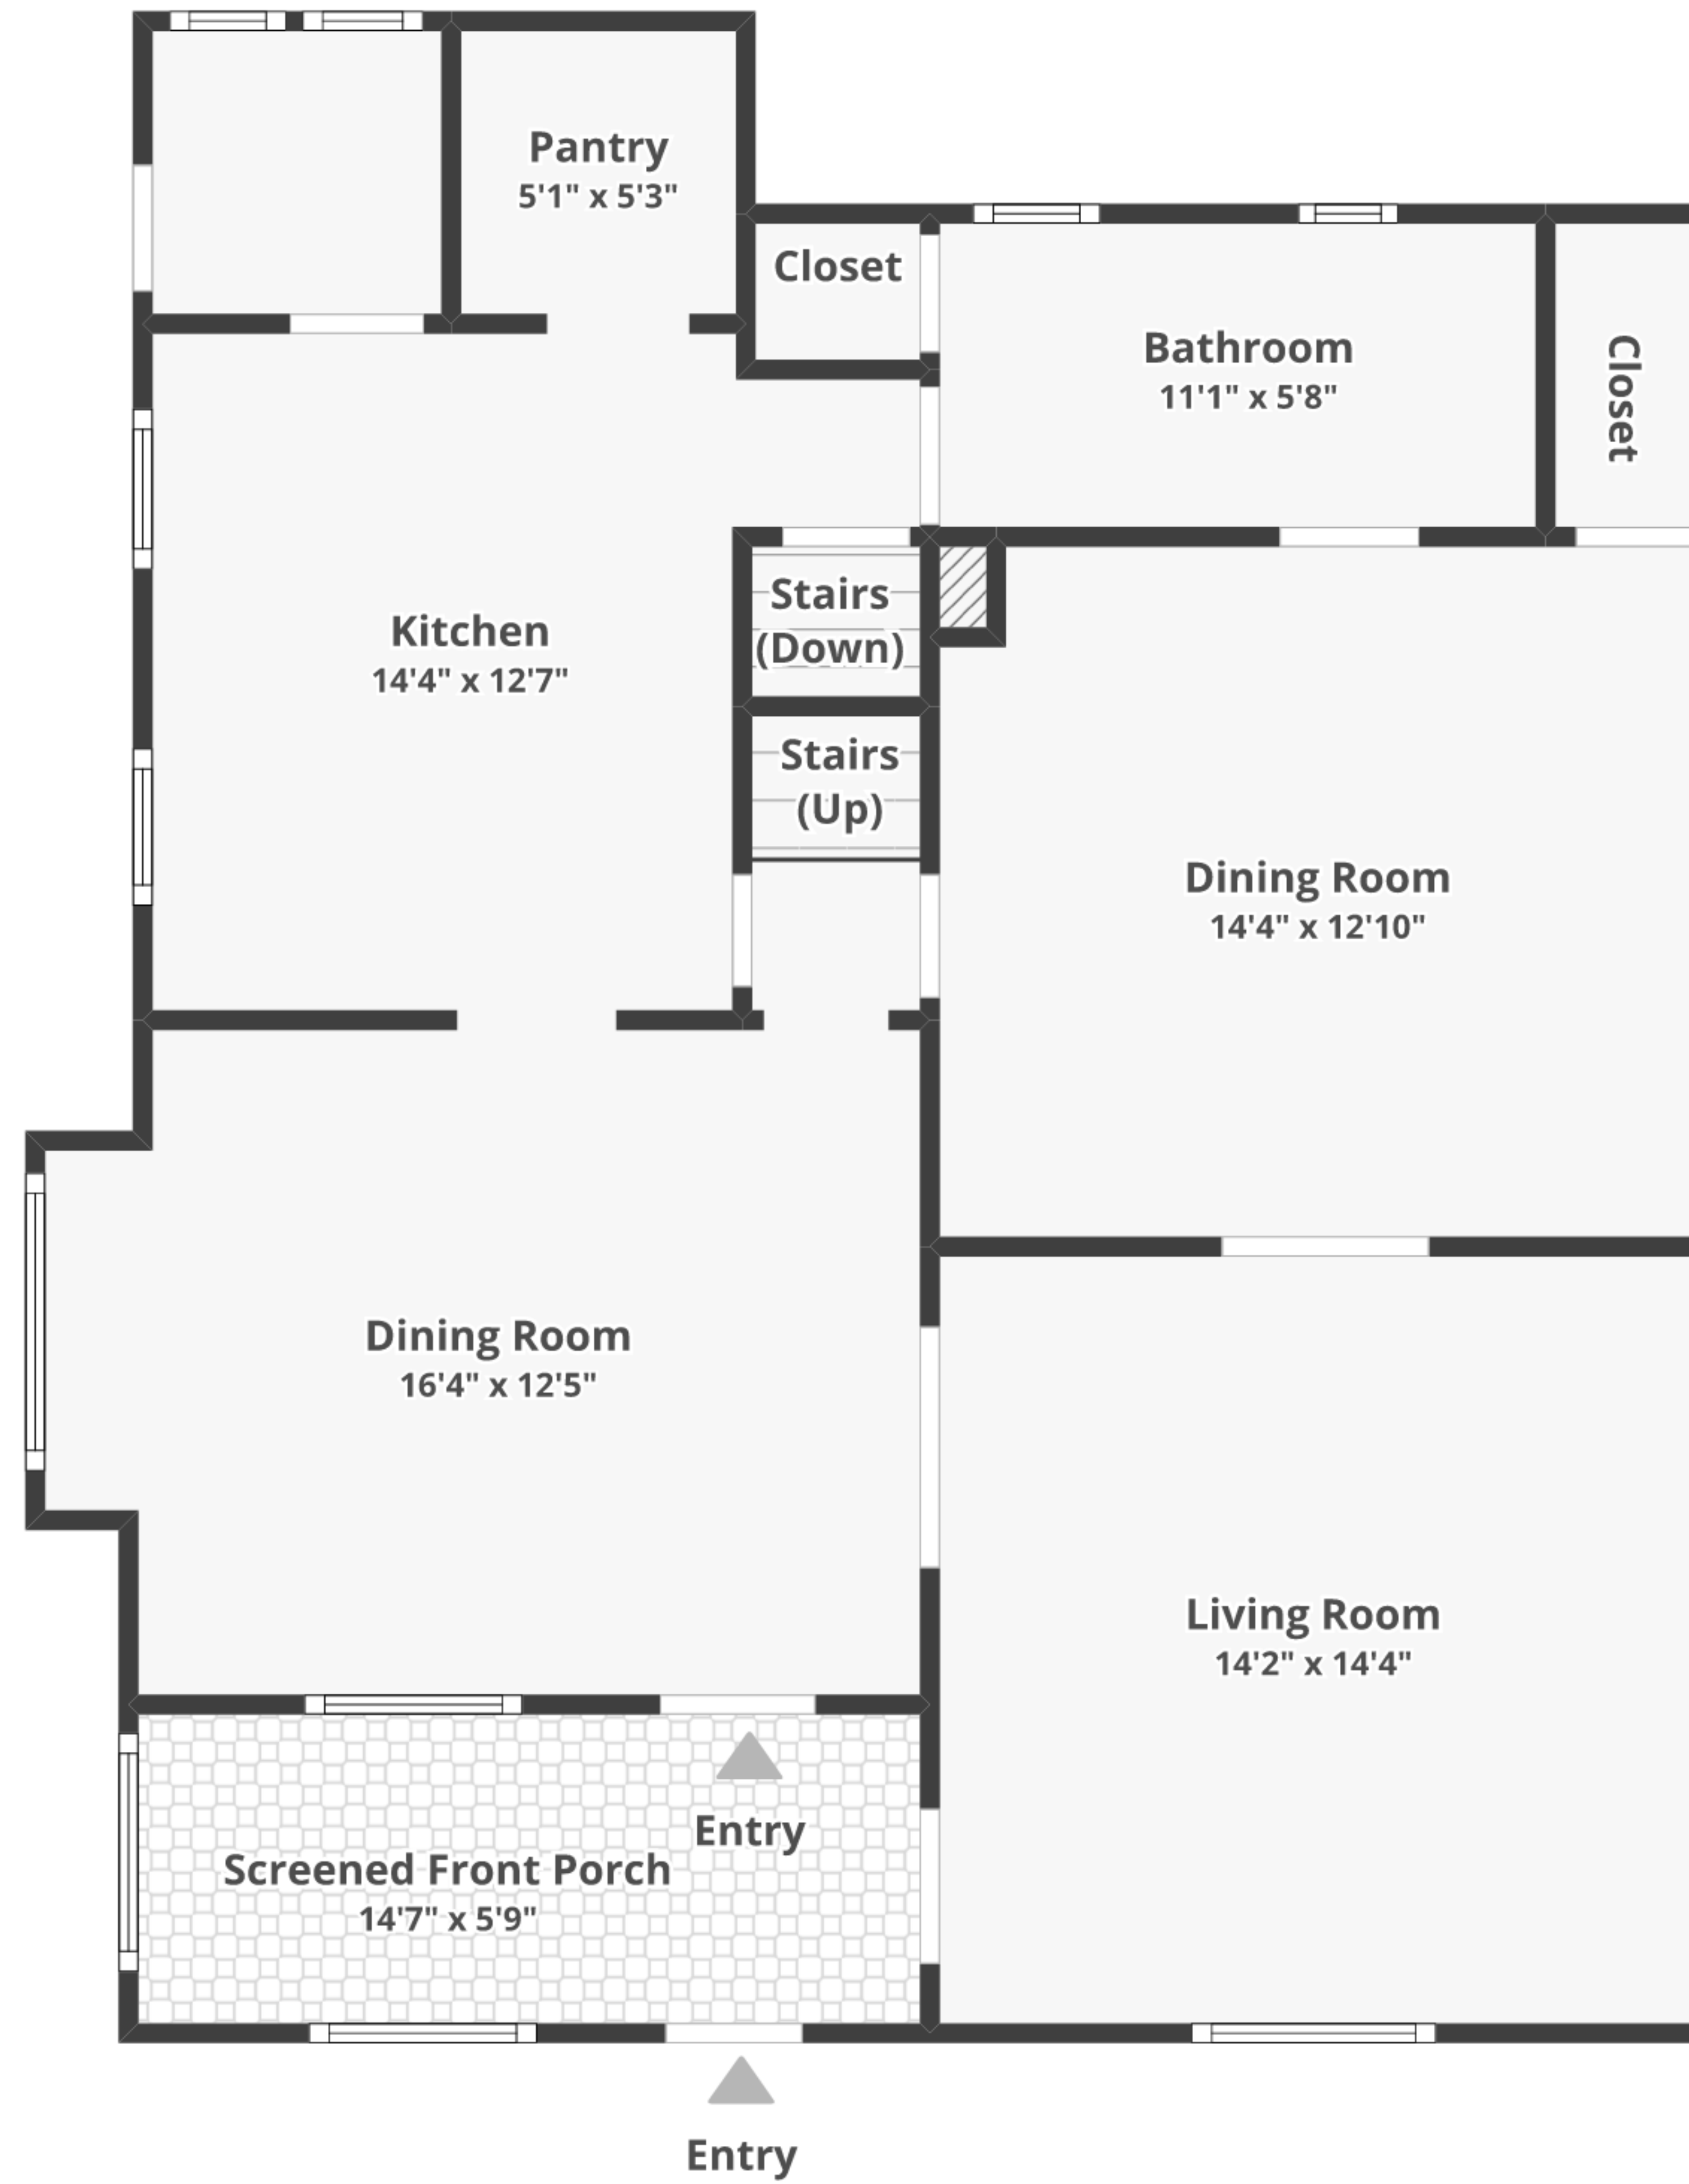 Pantry
5'1" x 5'3"
Closet
Bathroom
11'1" x 5'8"
Closet
Stairs
(Down)
Kitchen
14'4" x 12'7"
Stairs
(Up)
Dining Room
14'4" x 12'10"
Dining Room
16'4" x 12'5"
Living Room
14'2" x 14'4"
Entry
Screened Front Porch
14'7" x 5'9"
Entry